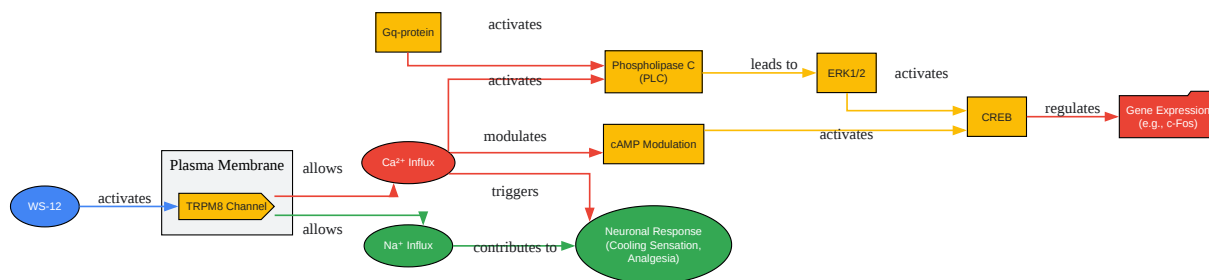 Gq-protein
activates
Phospholipase C
(PLC)
leads to
ERK1/2
activates
activates
CREB
regulates
Gene Expression
(e.g., c-Fos)
modulates
cAMP Modulation
activates
Plasma Membrane
allows
Ca²⁺ Influx
WS-12
activates
TRPM8 Channel
triggers
allows
Na⁺ Influx
contributes to
Neuronal Response
(Cooling Sensation,
Analgesia)